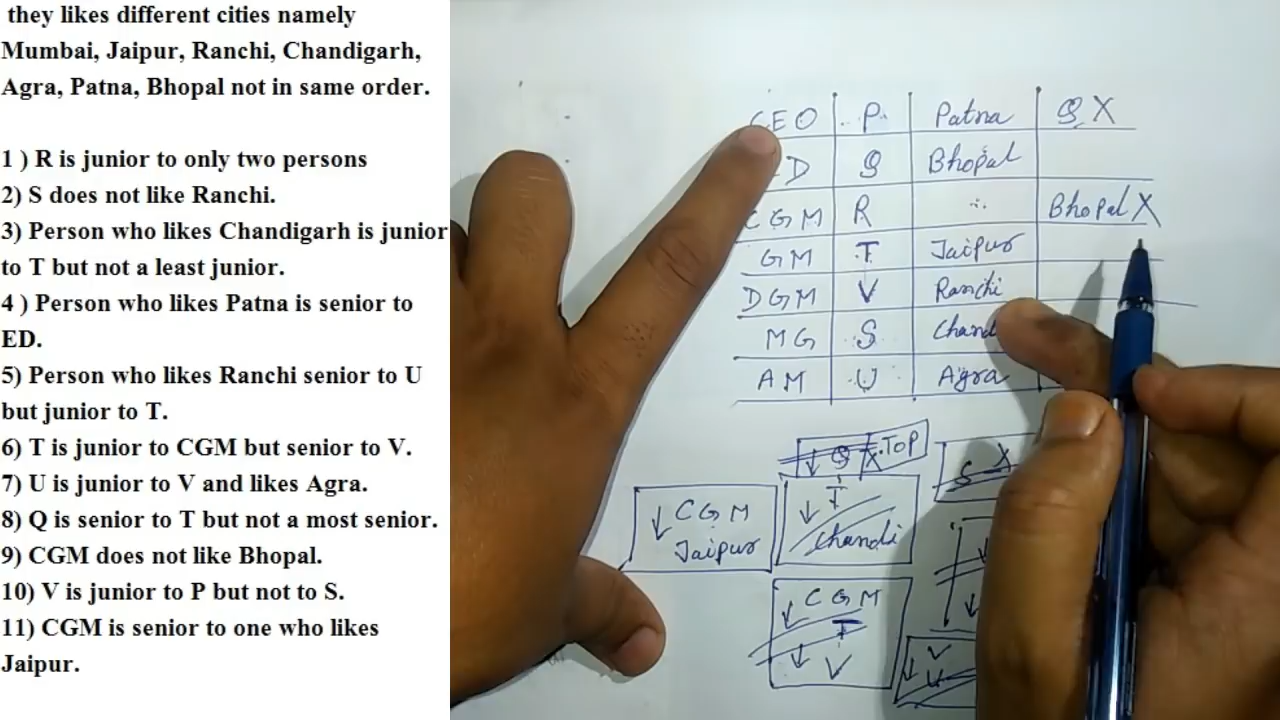 they likes different cities namely
Mumbai, Jaipur, Ranchi, Chandigarh,
Agra, Patna, Bhopal not in same order.
1 ) R is junior to only two persons
2) S does not like Ranchi.
3) Person who likes Chandigarh is junior
to T but not a least junior.
4 ) Person who likes Patna is senior to
ED.
5) Person who likes Ranchi senior to U
but junior to T.
6) T is junior to CGM but senior to V.
7) U is junior to V and likes Agra.
8) Q is senior to T but not a most senior.
9) CGM does not like Bhopal.
10) V is junior to P but not to S.
11) CGM is senior to one who likes
Jaipur.
CEO P Patna Q X
D Q Bhopal
CGM R Bhopal X
GM T Jaipur
DGM V Ranchi
MG S Chand
AM U Agra
↓ Q X TOP
S X
↓ CGM
Jaipur
↓ T
Chandi
↓ CGM
T
↓ V
↓ V
U